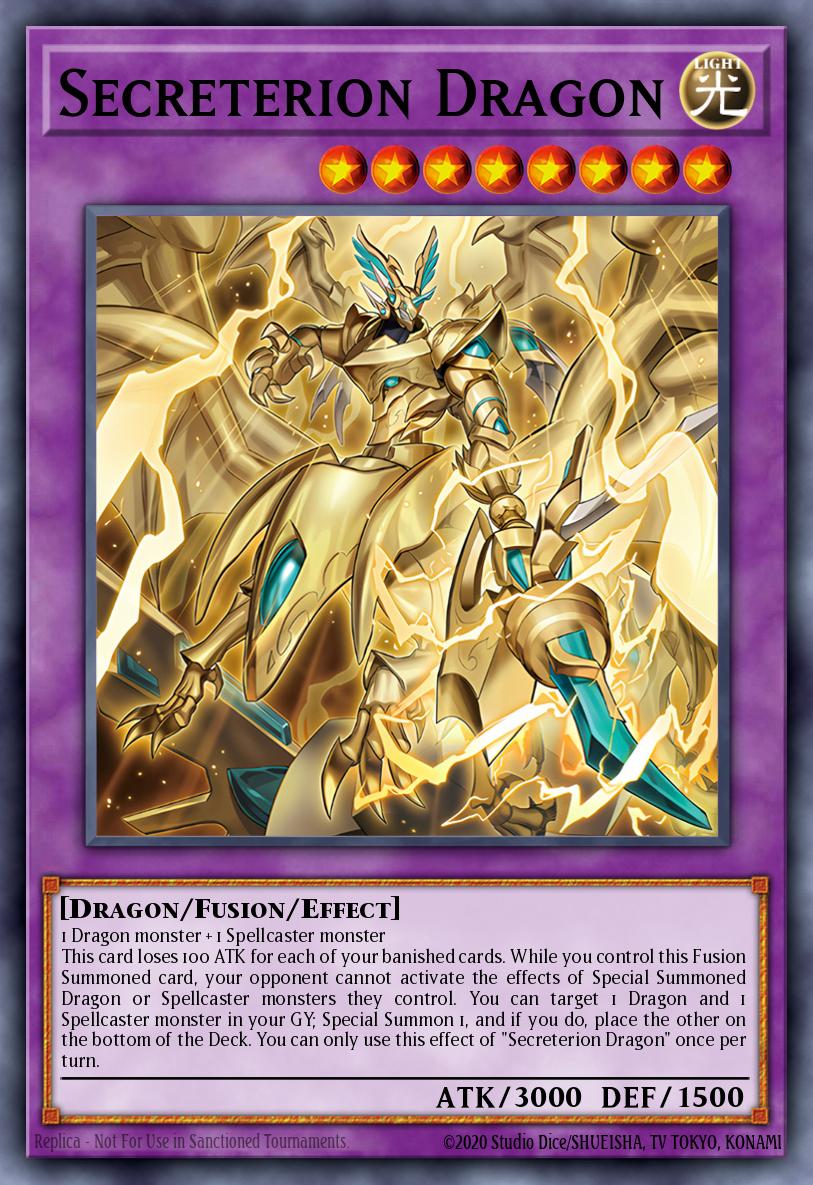 Secreterion Dragon
LIGHT
光
[Dragon/Fusion/Effect]
1 Dragon monster + 1 Spellcaster monster
This card loses 100 ATK for each of your banished cards. While you control this Fusion
Summoned card, your opponent cannot activate the effects of Special Summoned
Dragon or Spellcaster monsters they control. You can target 1 Dragon and 1
Spellcaster monster in your GY; Special Summon 1, and if you do, place the other on
the bottom of the Deck. You can only use this effect of "Secreterion Dragon" once per
turn.
ATK/3000 DEF/1500
Replica - Not For Use in Sanctioned Tournaments.
©2020 Studio Dice/SHUEISHA, TV TOKYO, KONAMI